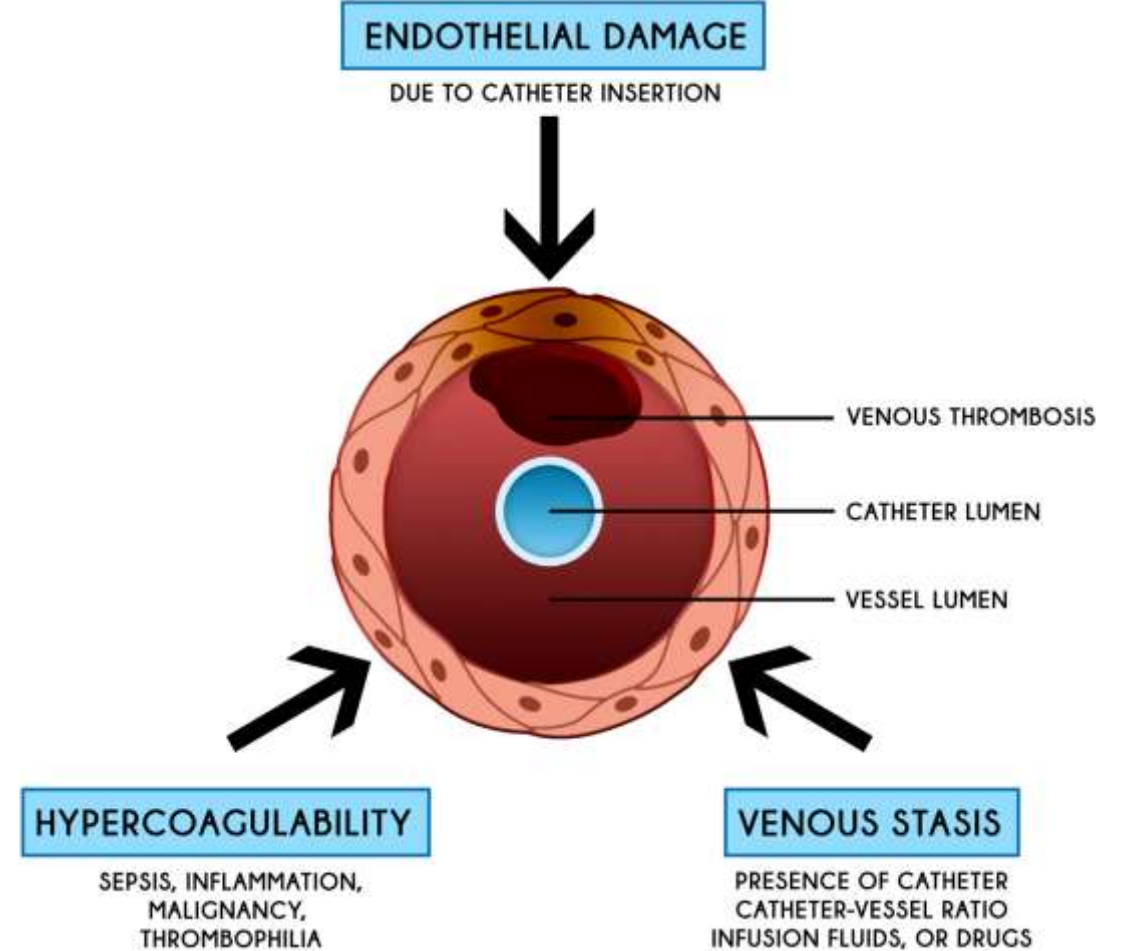 ENDOTHELIAL DAMAGE
DUE TO CATHETER INSERTION
VENOUS THROMBOSIS
CATHETER LUMEN
VESSEL LUMEN
HYPERCOAGULABILITY
SEPSIS, INFLAMMATION,
MALIGNANCY,
THROMBOPHILIA
VENOUS STASIS
PRESENCE OF CATHETER
CATHETER-VESSEL RATIO
INFUSION FLUIDS, OR DRUGS